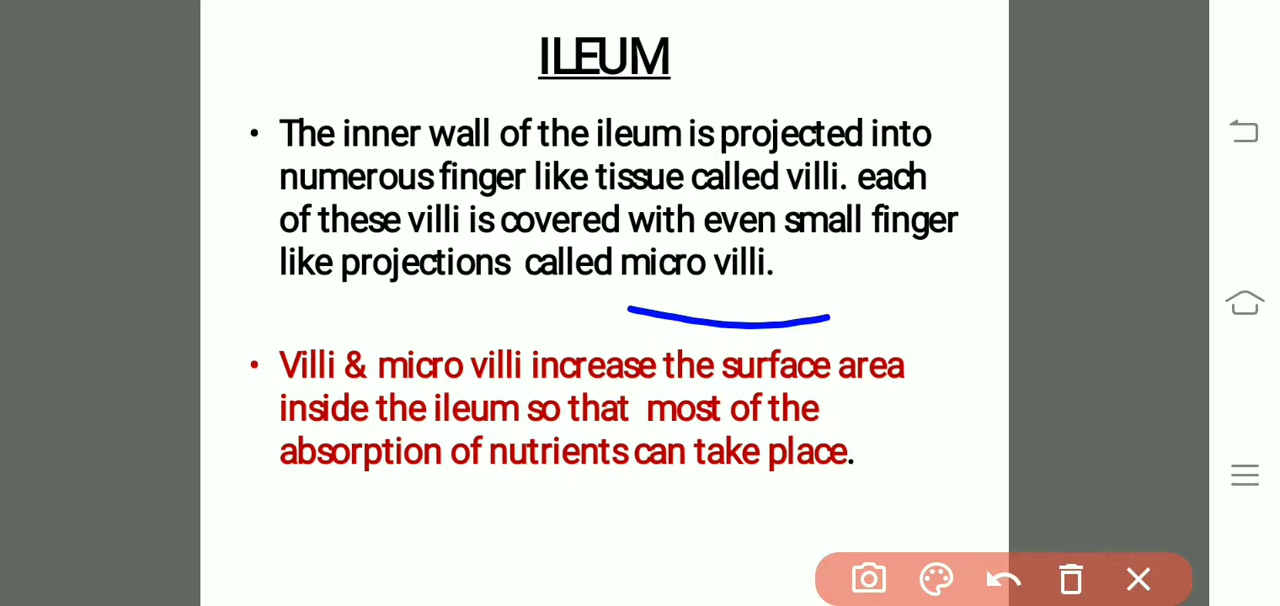 ILEUM
• The inner wall of the ileum is projected into
numerous finger like tissue called villi. each
of these villi is covered with even small finger
like projections called micro villi.
• Villi & micro villi increase the surface area
inside the ileum so that most of the
absorption of nutrients can take place.